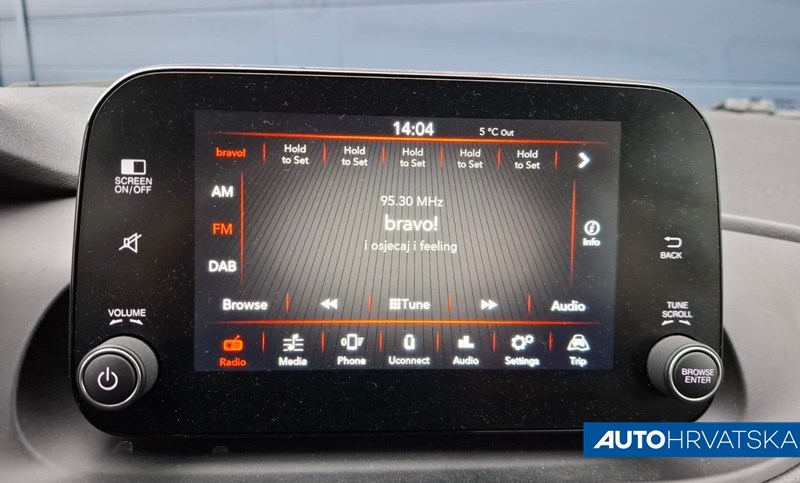 14:04 5 °C Out
bravo! Hold to Set Hold to Set Hold to Set Hold to Set Hold to Set
SCREEN ON/OFF
AM
95.30 MHz
FM
bravo!
Info
i osjecaj i feeling
BACK
DAB
VOLUME
Browse Tune Audio
TUNE SCROLL
Radio Media Phone Uconnect Audio Settings Trip
BROWSE ENTER
AUTOHRVATSKA